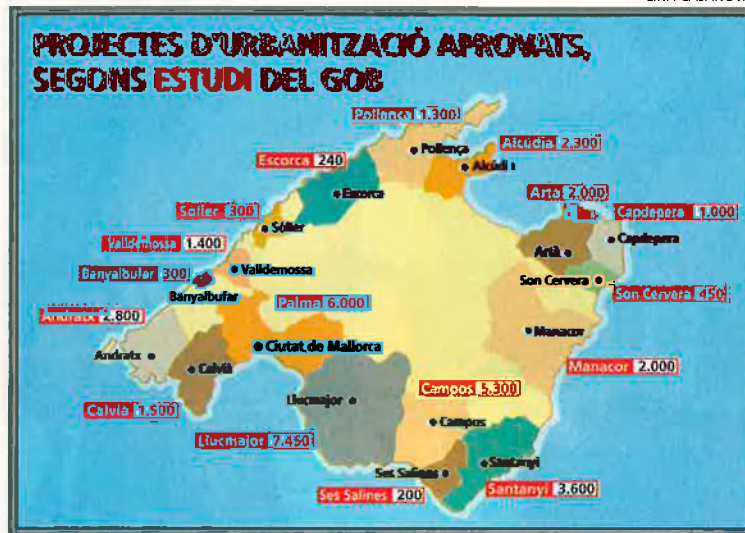 PROJECTES D'URBANITZACIÓ APROVATS,
SEGONS ESTUDI DEL GOB
Pollença 1.300
Pollença
Alcúdia 2.300
Alcúdia
Escorca 240
Escorca
Artà 2.000
Artà
Capdepera 1.000
Capdepera
Sóller 300
Sóller
Valldemossa 1.400
Valldemossa
Banyalbufar 300
Banyalbufar
Son Cervera
Son Cervera 450
Palma 6.000
Andratx 2.800
Andratx
Ciutat de Mallorca
Manacor
Manacor 2.000
Calvià
Calvià 1.500
Campos 5.300
Campos
Llucmajor
Llucmajor 7.450
Ses Salines
Ses Salines 200
Santanyí
Santanyí 3.600